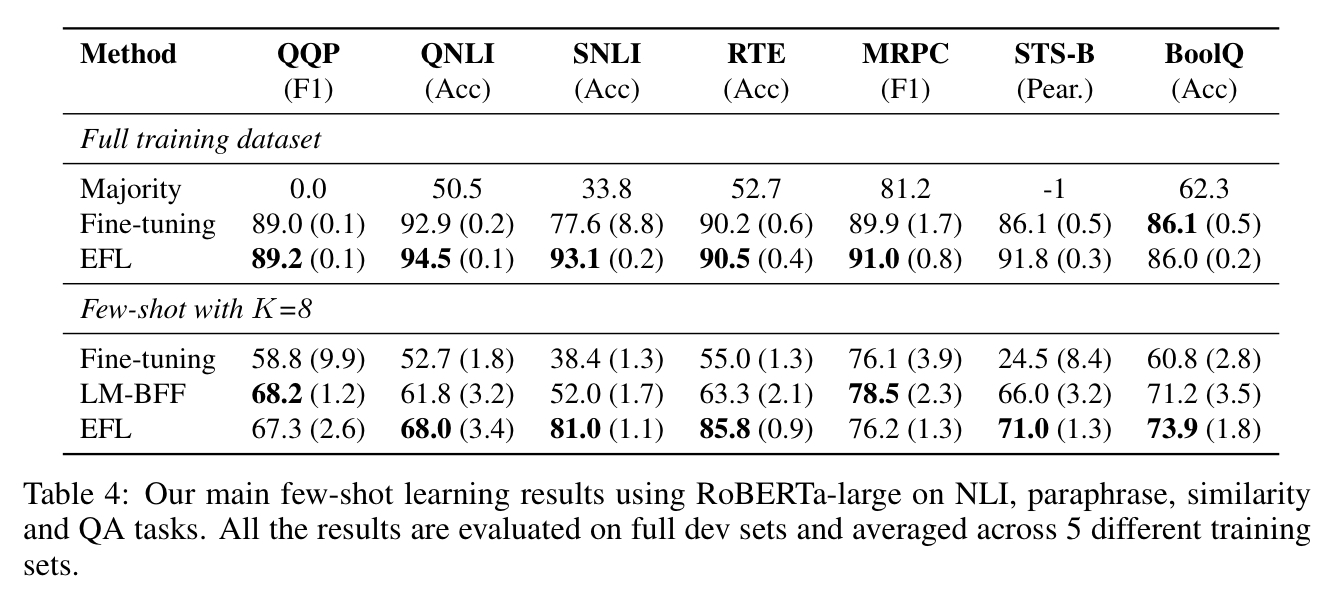 Method QQP QNLI SNLI RTE MRPC STS-B BoolQ
(F1) (Acc) (Acc) (Acc) (F1) (Pear.) (Acc)
Full training dataset
Majority 0.0 50.5 33.8 52.7 81.2 -1 62.3
Fine-tuning 89.0 (0.1) 92.9 (0.2) 77.6 (8.8) 90.2 (0.6) 89.9 (1.7) 86.1 (0.5) 86.1 (0.5)
EFL 89.2 (0.1) 94.5 (0.1) 93.1 (0.2) 90.5 (0.4) 91.0 (0.8) 91.8 (0.3) 86.0 (0.2)
Few-shot with K=8
Fine-tuning 58.8 (9.9) 52.7 (1.8) 38.4 (1.3) 55.0 (1.3) 76.1 (3.9) 24.5 (8.4) 60.8 (2.8)
LM-BFF 68.2 (1.2) 61.8 (3.2) 52.0 (1.7) 63.3 (2.1) 78.5 (2.3) 66.0 (3.2) 71.2 (3.5)
EFL 67.3 (2.6) 68.0 (3.4) 81.0 (1.1) 85.8 (0.9) 76.2 (1.3) 71.0 (1.3) 73.9 (1.8)
Table 4: Our main few-shot learning results using RoBERTa-large on NLI, paraphrase, similarity
and QA tasks. All the results are evaluated on full dev sets and averaged across 5 different training
sets.